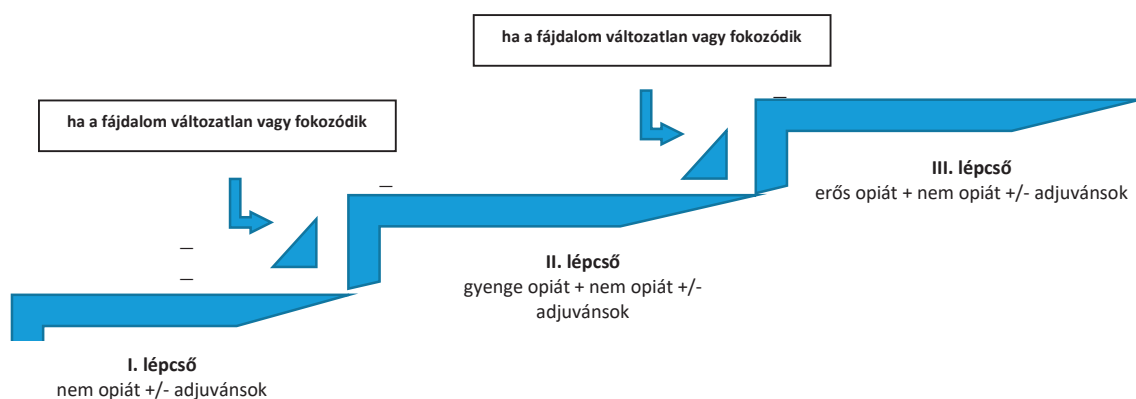 ha a fájdalom változatlan vagy fokozódik
ha a fájdalom változatlan vagy fokozódik
III. lépcső
erős opiát + nem opiát +/- adjuvánsok
II. lépcső
gyenge opiát + nem opiát +/-
adjuvánsok
I. lépcső
nem opiát +/- adjuvánsok